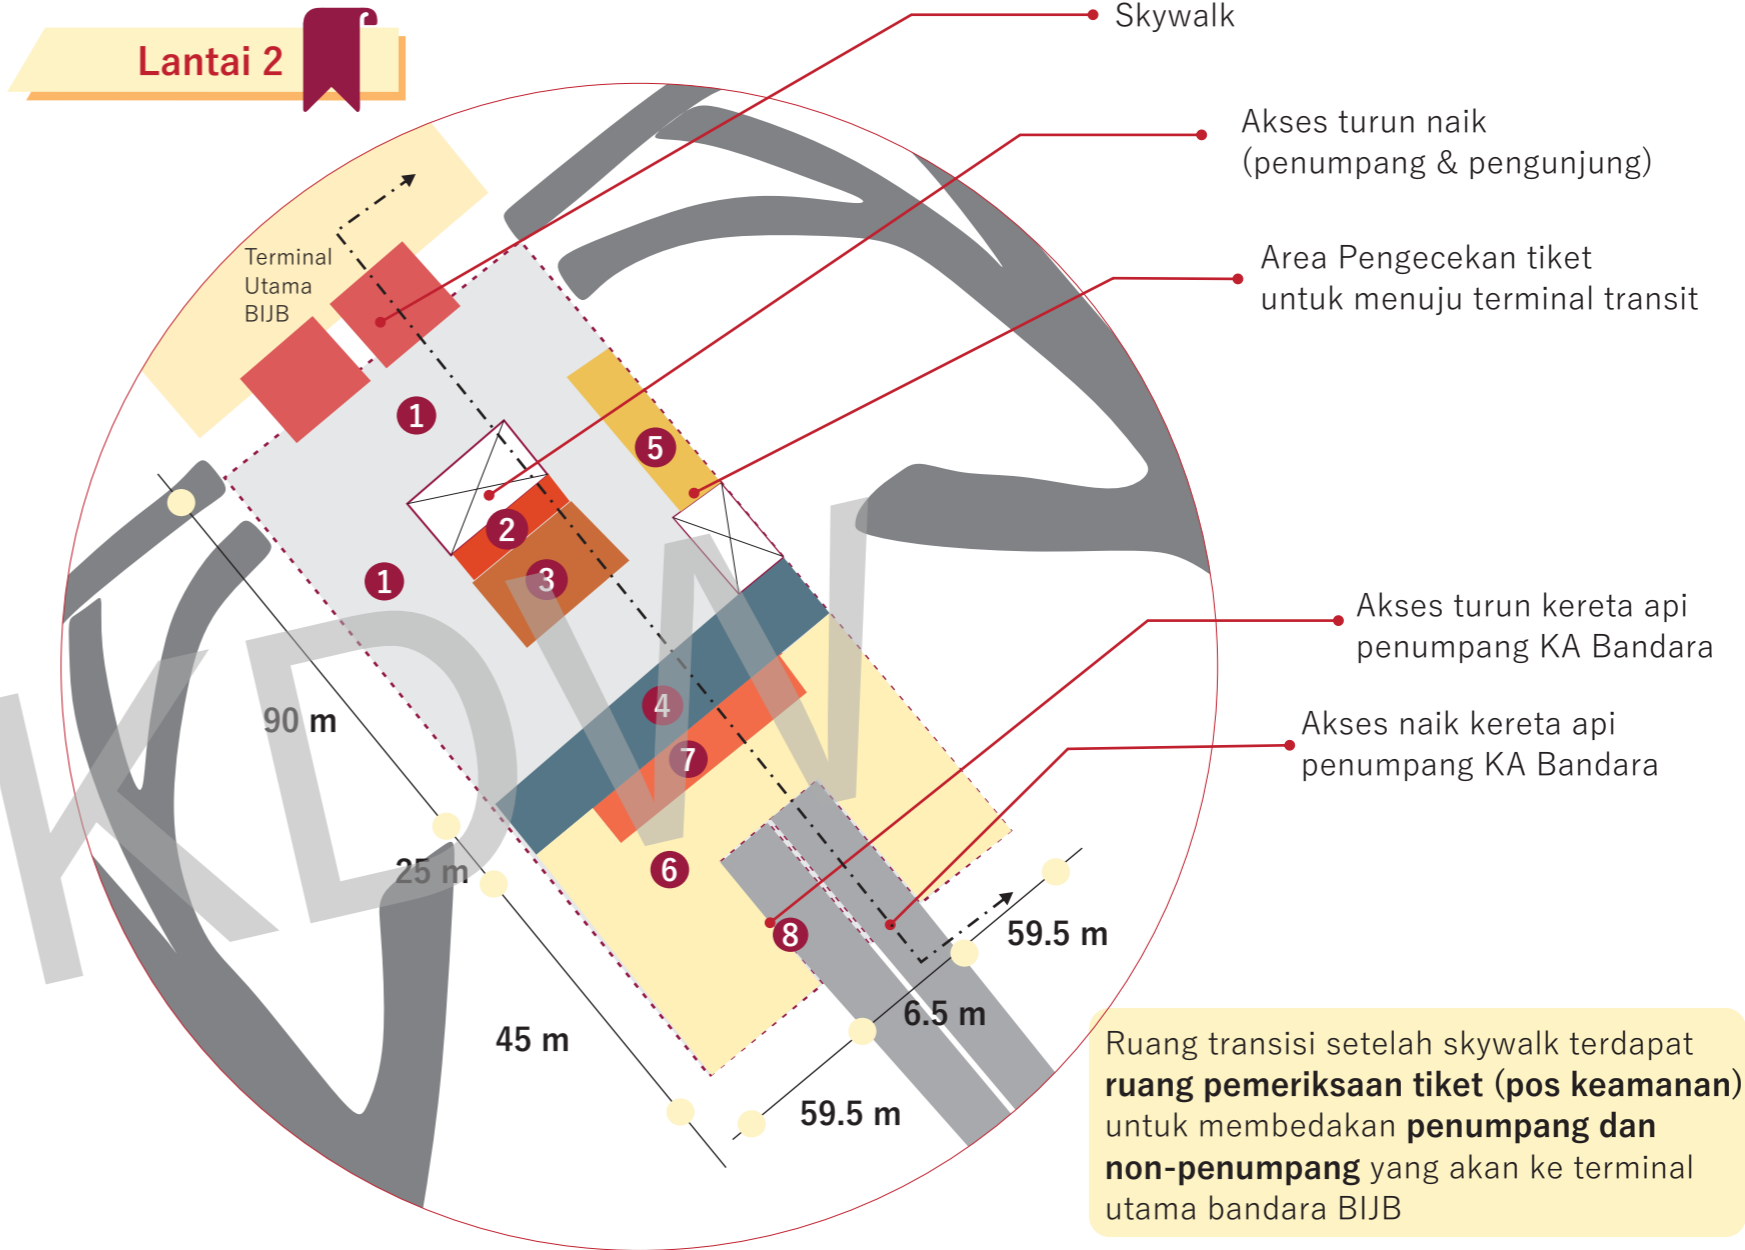 Lantai 2
Skywalk
Akses turun naik
(penumpang & pengunjung)
Area Pengecekan tiket
untuk menuju terminal transit
Terminal
Utama
BIJB
1
5
2
3
1
4
7
6
8
Akses turun kereta api
penumpang KA Bandara
Akses naik kereta api
penumpang KA Bandara
90 m
25 m
45 m
59.5 m
6.5 m
59.5 m
KDW
Ruang transisi setelah skywalk terdapat
ruang pemeriksaan tiket (pos keamanan)
untuk membedakan penumpang dan
non-penumpang yang akan ke terminal
utama bandara BIJB